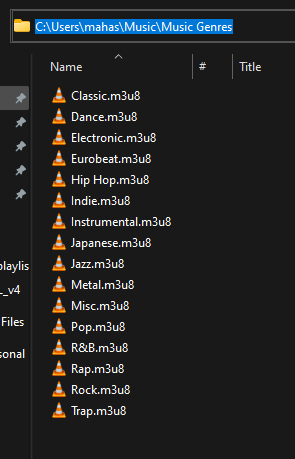 C:\Users\mahas\Music\Music Genres
Name # Title
Classic.m3u8
Dance.m3u8
Electronic.m3u8
Eurobeat.m3u8
Hip Hop.m3u8
Indie.m3u8
Instrumental.m3u8
Japanese.m3u8
Jazz.m3u8
Metal.m3u8
Misc.m3u8
Pop.m3u8
R&B.m3u8
Rap.m3u8
Rock.m3u8
Trap.m3u8
playlis
_v4
Files
sonal